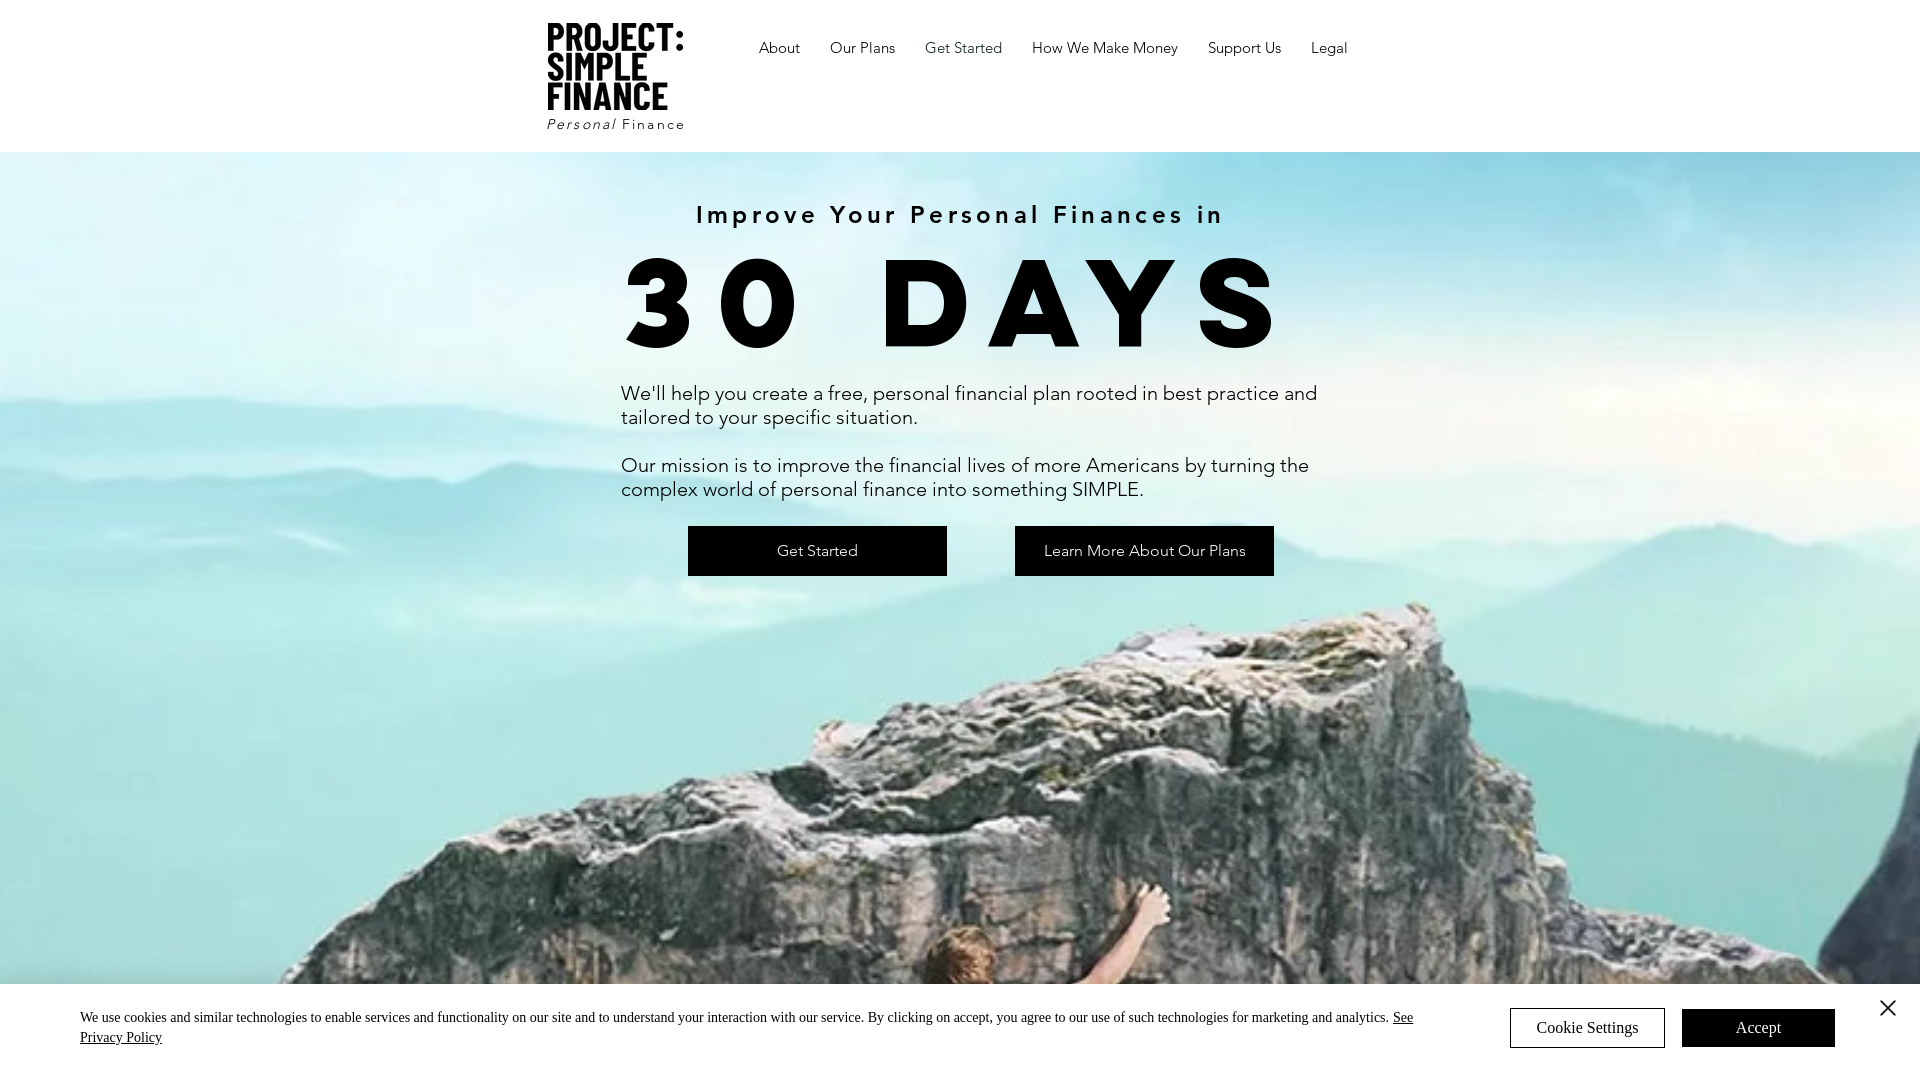 PROJECT:
SIMPLE
FINANCE
Personal Finance
About Our Plans Get Started How We Make Money Support Us Legal
Improve Your Personal Finances in
30 DAYS
We'll help you create a free, personal financial plan rooted in best practice and
tailored to your specific situation.
Our mission is to improve the financial lives of more Americans by turning the
complex world of personal finance into something SIMPLE.
Get Started Learn More About Our Plans
We use cookies and similar technologies to enable services and functionality on our site and to understand your interaction with our service. By clicking on accept, you agree to our use of such technologies for marketing and analytics. See
Privacy Policy
Cookie Settings Accept